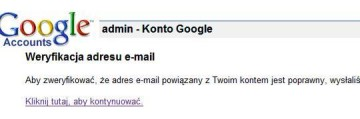 Google
Accounts
admin - Konto Google
Weryfikacja adresu e-mail
Aby zweryfikować, że adres e-mail powiązany z Twoim kontem jest poprawny, wysłaliś
Kliknij tutaj, aby kontynuować.